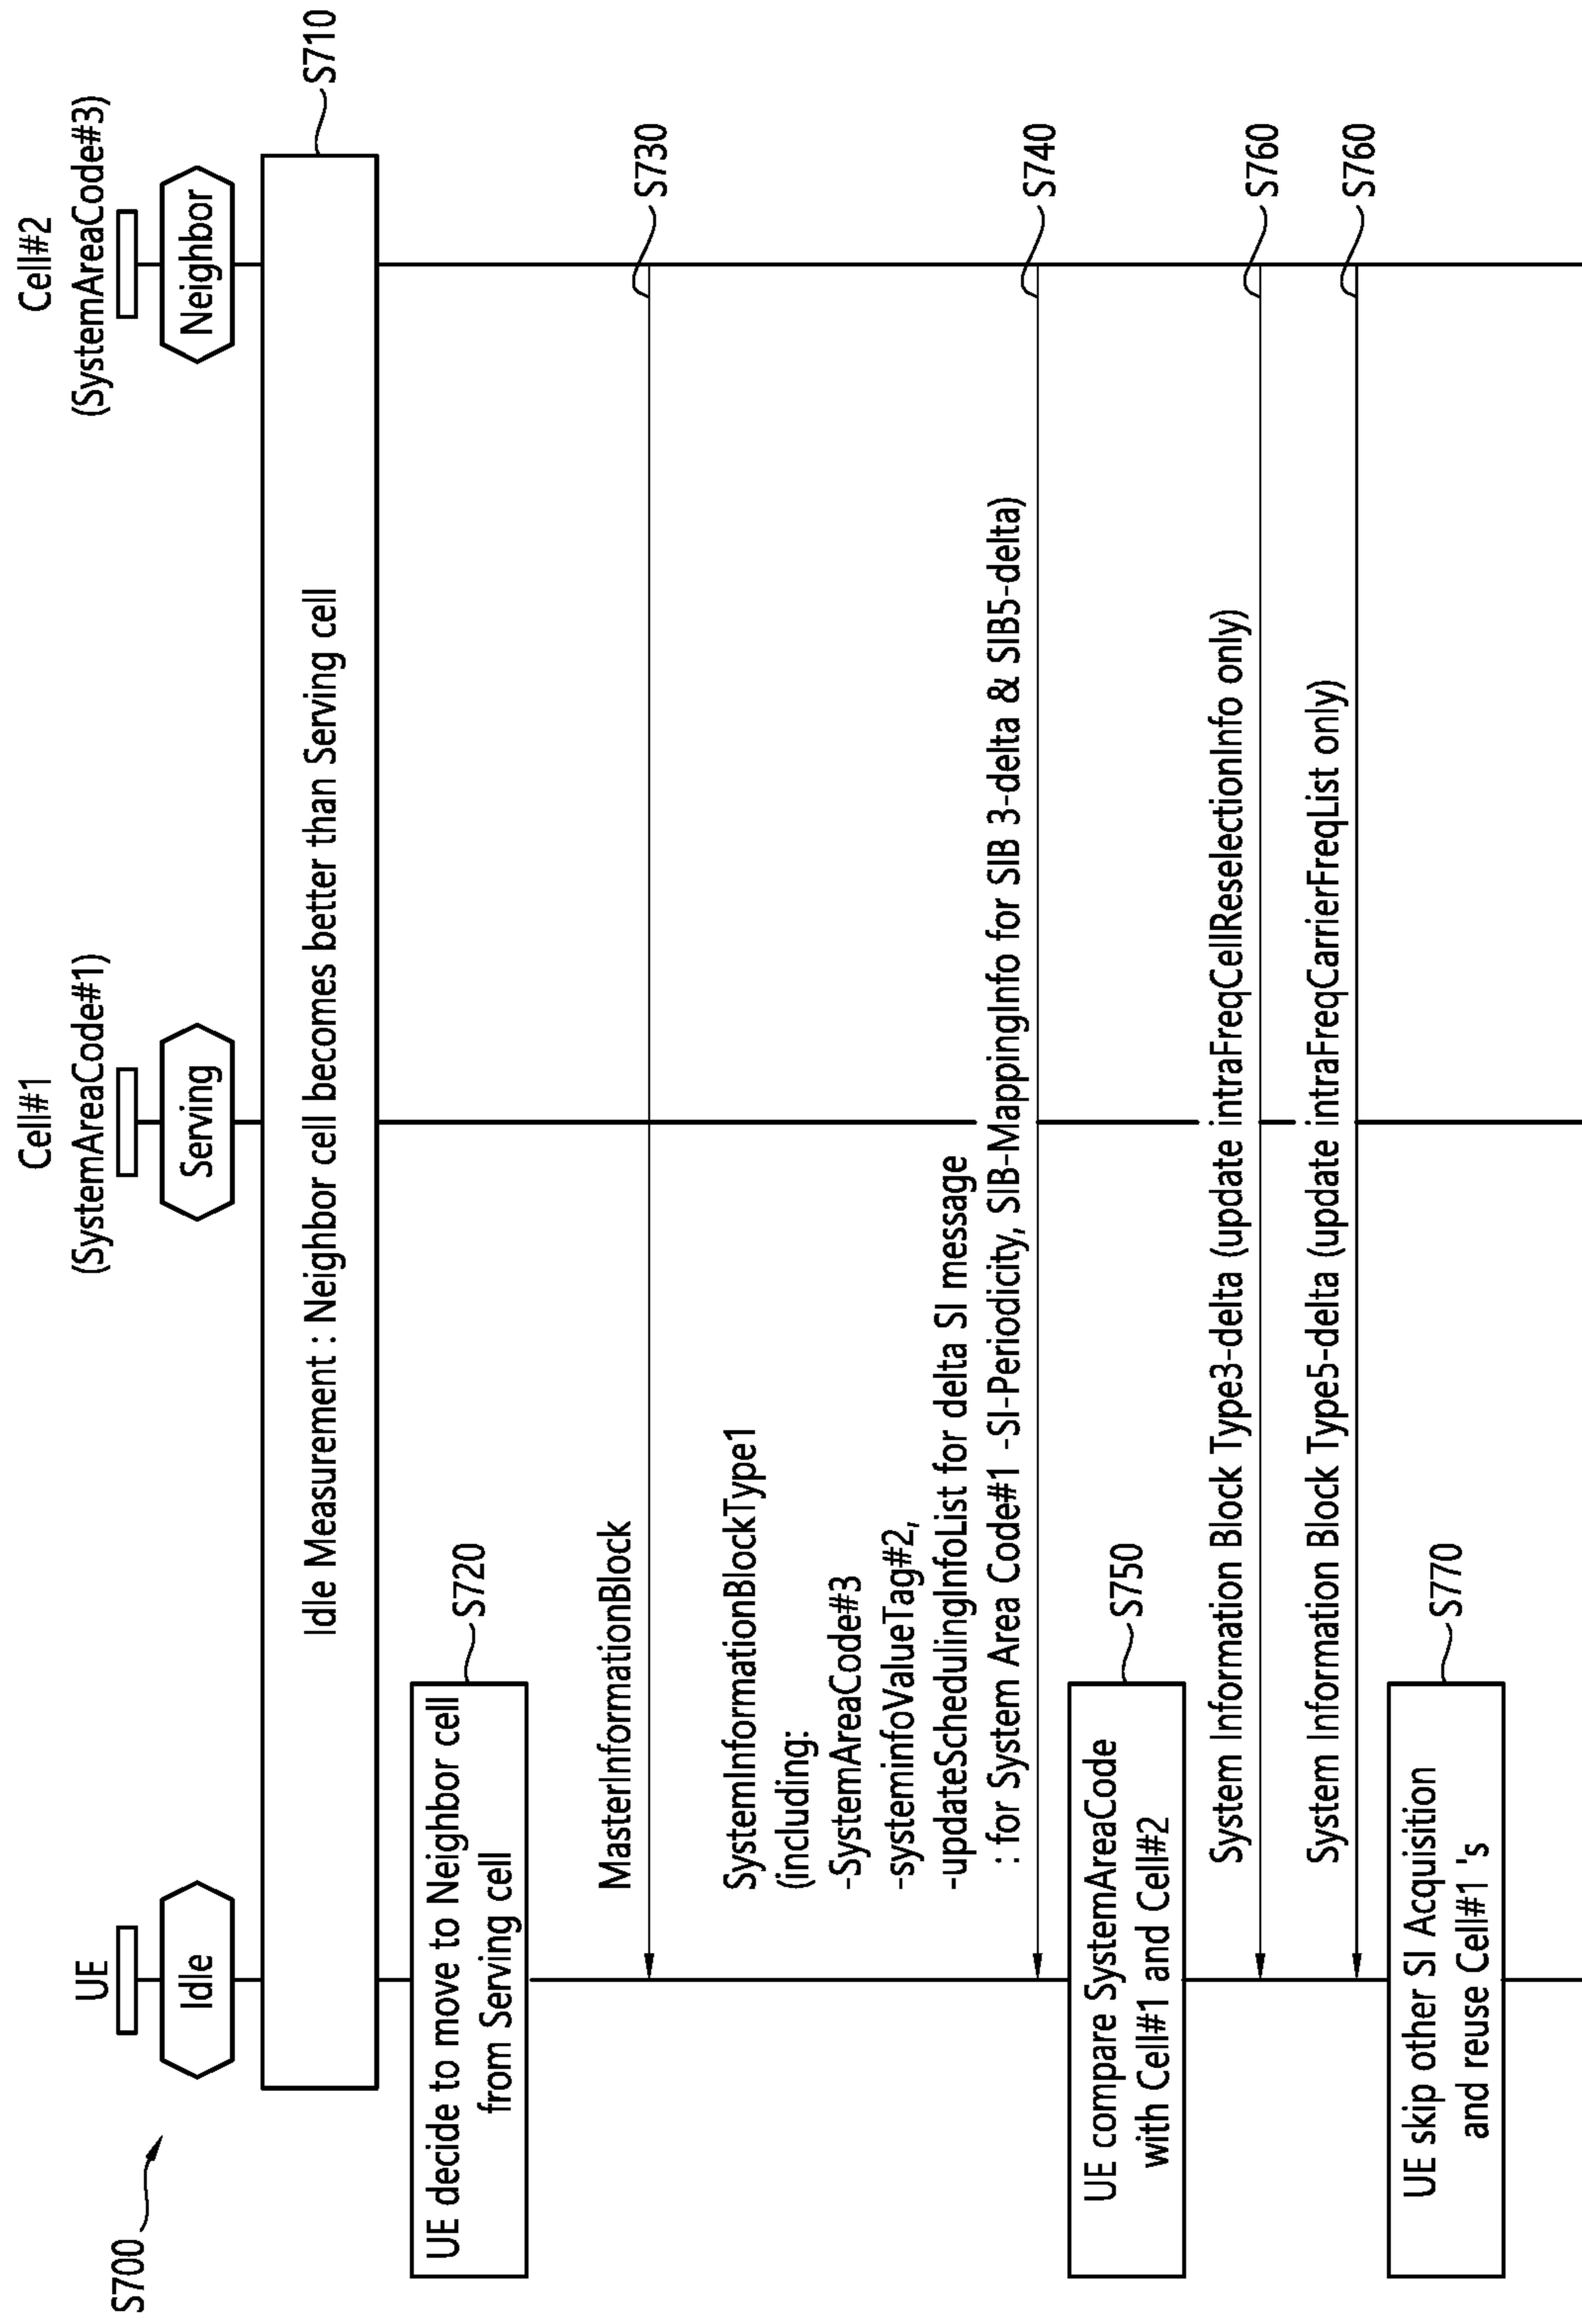 S700
UE
Cell#1
(SystemAreaCode#1)
Cell#2
(SystemAreaCode#3)
Idle
Serving
Neighbor
Idle Measurement : Neighbor cell becomes better than Serving cell
S710
UE decide to move to Neighbor cell
from Serving cell
S720
MasterInformationBlock
S730
SystemInformationBlockType1
(including:
-SystemAreaCode#3
-systeminfoValueTag#2,
-updateSchedulingInfoList for delta SI message
: for System Area Code#1 -SI-Periodicity, SIB-MappingInfo for SIB 3-delta & SIB5-delta)
S740
UE compare SystemAreaCode
with Cell#1 and Cell#2
S750
System Information Block Type3-delta (update intraFreqCellReselectionInfo only)
S760
System Information Block Type5-delta (update intraFreqCarrierFreqList only)
S760
UE skip other SI Acquisition
and reuse Cell#1 's
S770